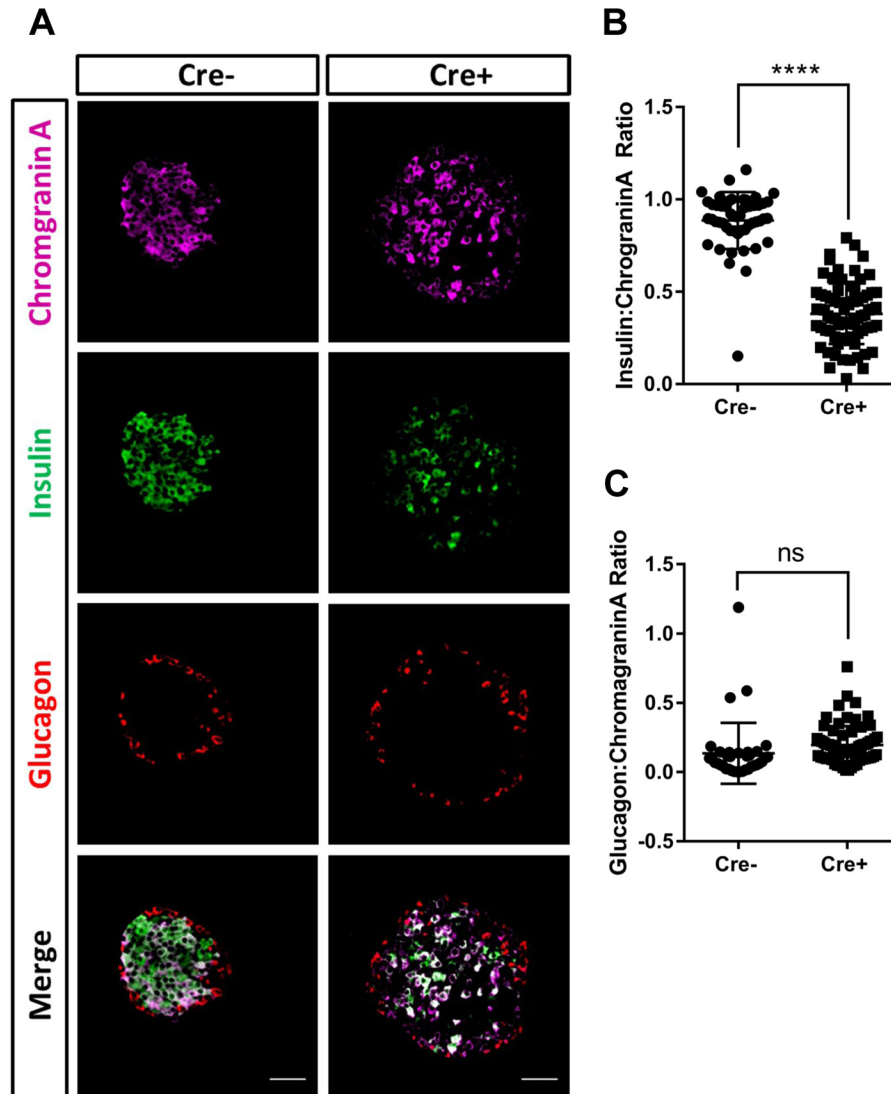 A
Cre-
Cre+
Chromgranin A
Insulin
Glucagon
Merge
B
****
Insulin:ChrograninA Ratio
1.5
1.0
0.5
0.0
Cre-
Cre+
C
ns
Glucagon:ChromagraninA Ratio
1.5
1.0
0.5
0.0
-0.5
Cre-
Cre+